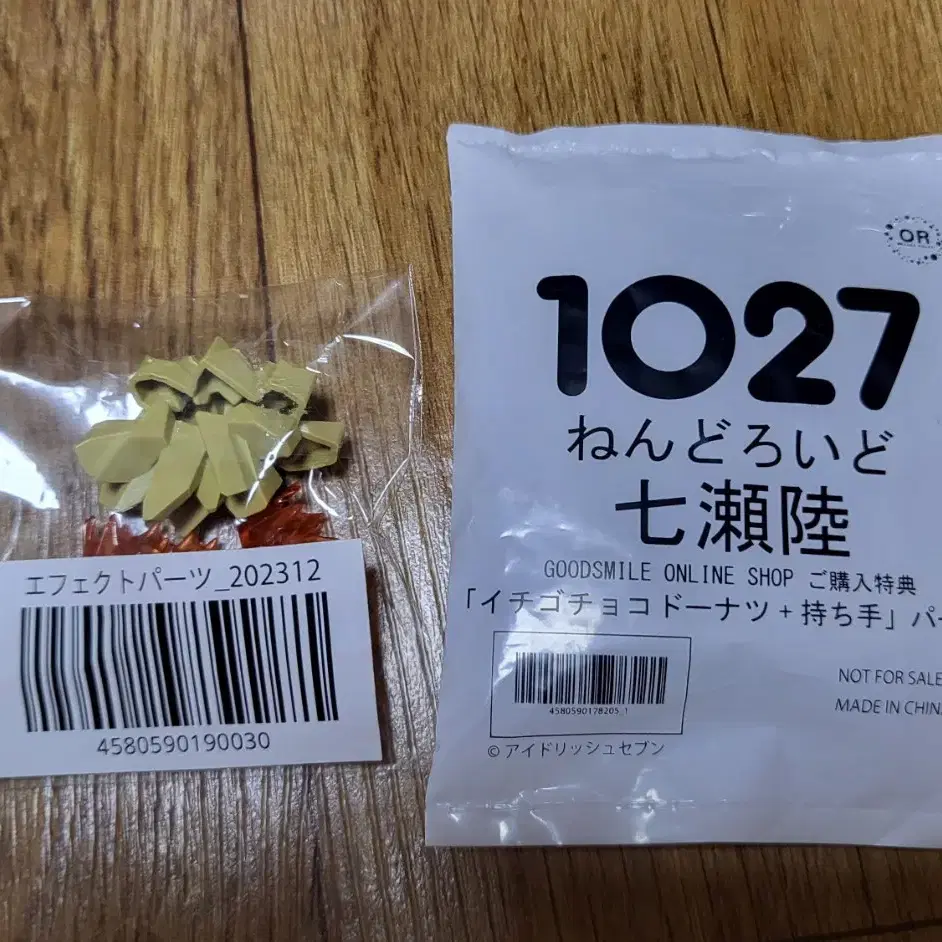 エフェクトパーツ_202312
4580590190030
OR
1027
ねんどろいど
七瀬陸
GOODSMILE ONLINE SHOP ご購入特典
「イチゴチョコドーナツ+持ち手」パー
4580590178205 1
NOT FOR SALE
MADE IN CHINA
© アイドリッシュセブン